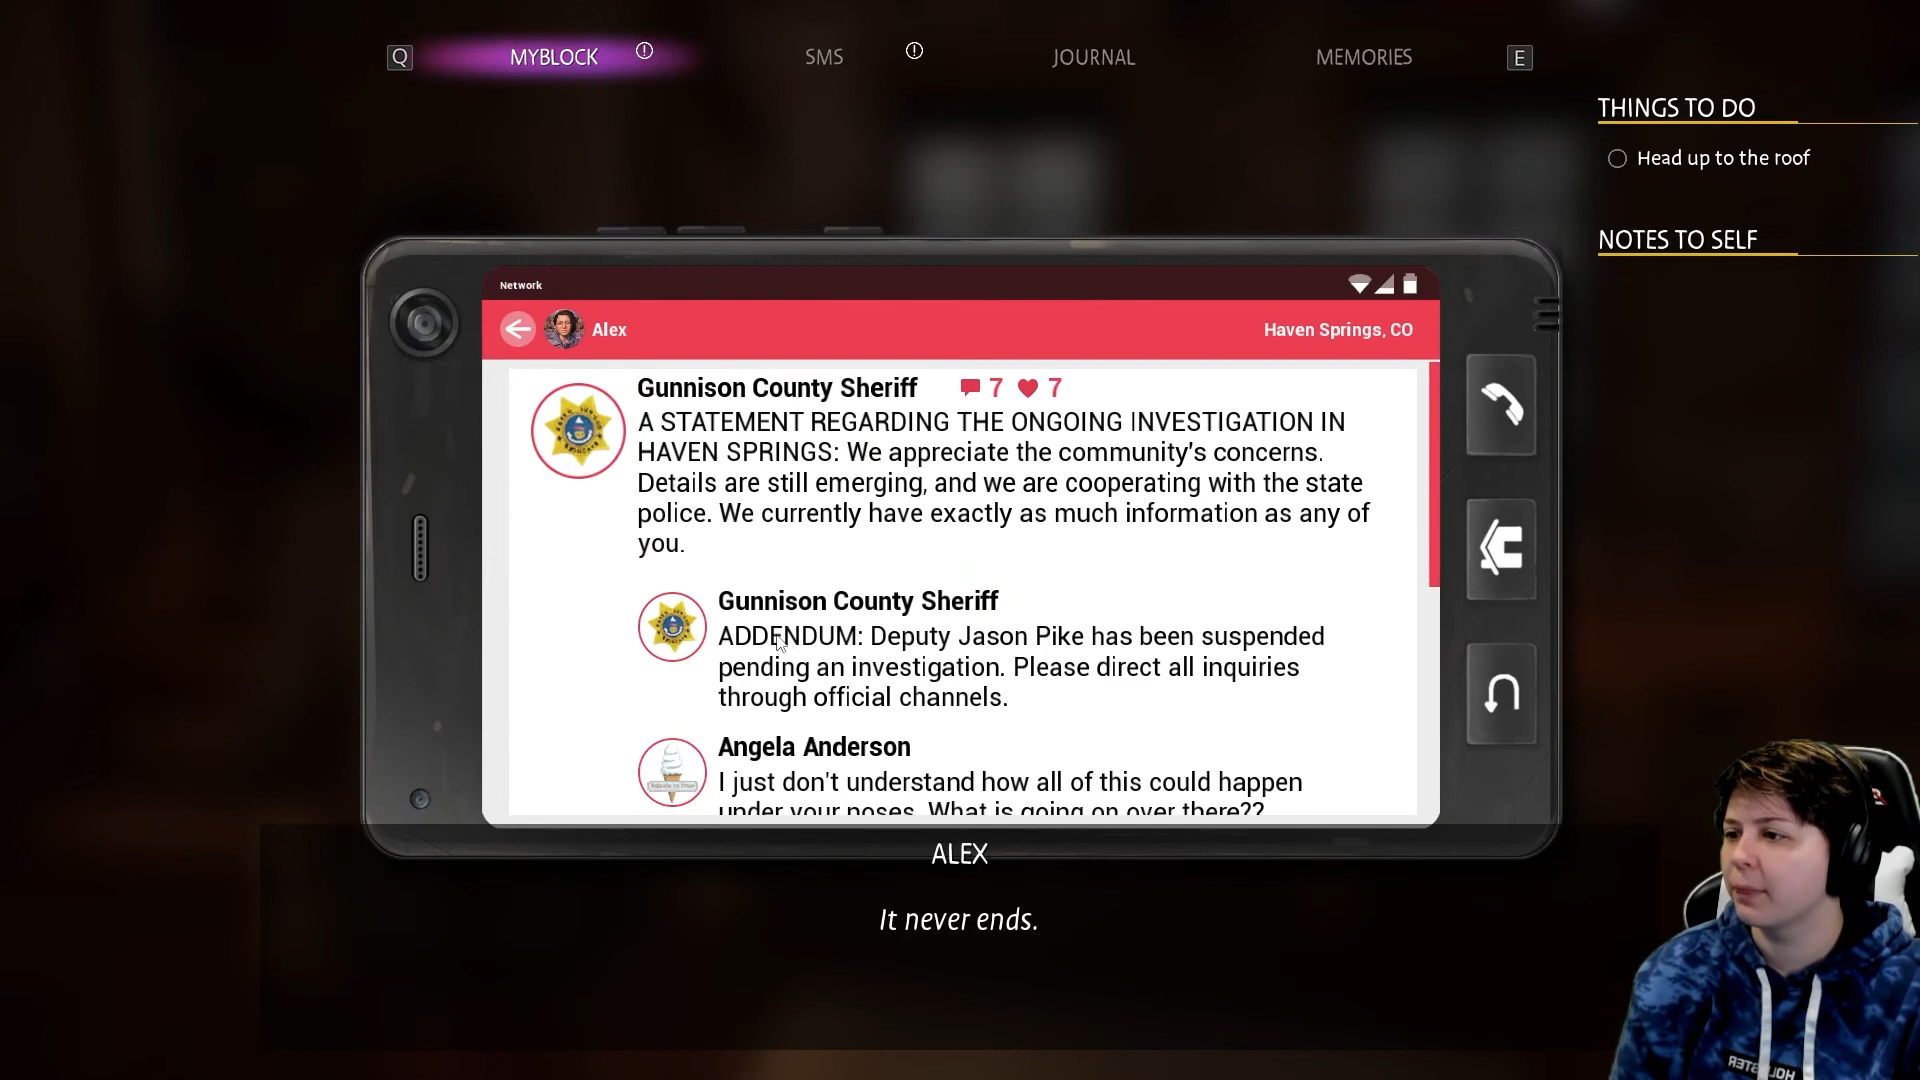 Q
MYBLOCK
SMS
JOURNAL
MEMORIES
E
THINGS TO DO
Head up to the roof
NOTES TO SELF
Network
Alex
Haven Springs, CO
Gunnison County Sheriff 7 7
A STATEMENT REGARDING THE ONGOING INVESTIGATION IN
HAVEN SPRINGS: We appreciate the community's concerns.
Details are still emerging, and we are cooperating with the state
police. We currently have exactly as much information as any of
you.
Gunnison County Sheriff
ADDENDUM: Deputy Jason Pike has been suspended
pending an investigation. Please direct all inquiries
through official channels.
Angela Anderson
I just don't understand how all of this could happen
under your noses. What is going on over there??
ALEX
It never ends.